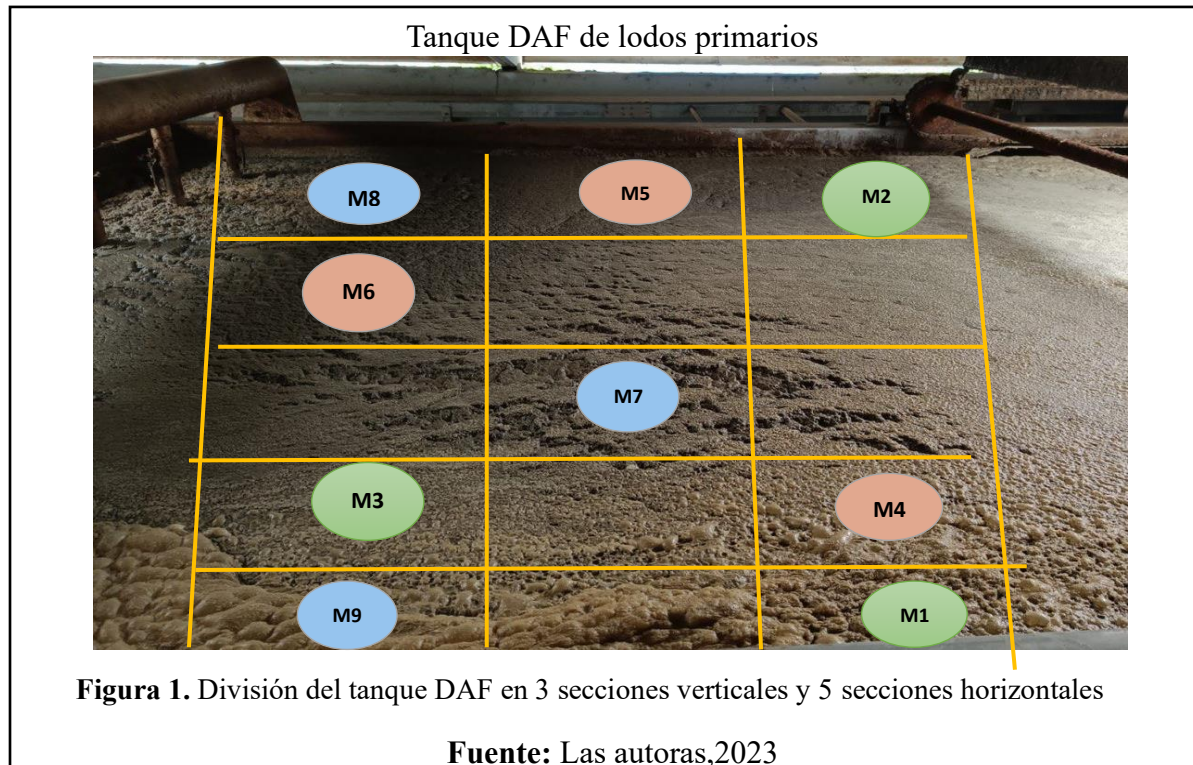 Tanque DAF de lodos primarios
M8 M5 M2
M6
M7
M3 M4
M9 M1
Figura 1. División del tanque DAF en 3 secciones verticales y 5 secciones horizontales
Fuente: Las autoras,2023